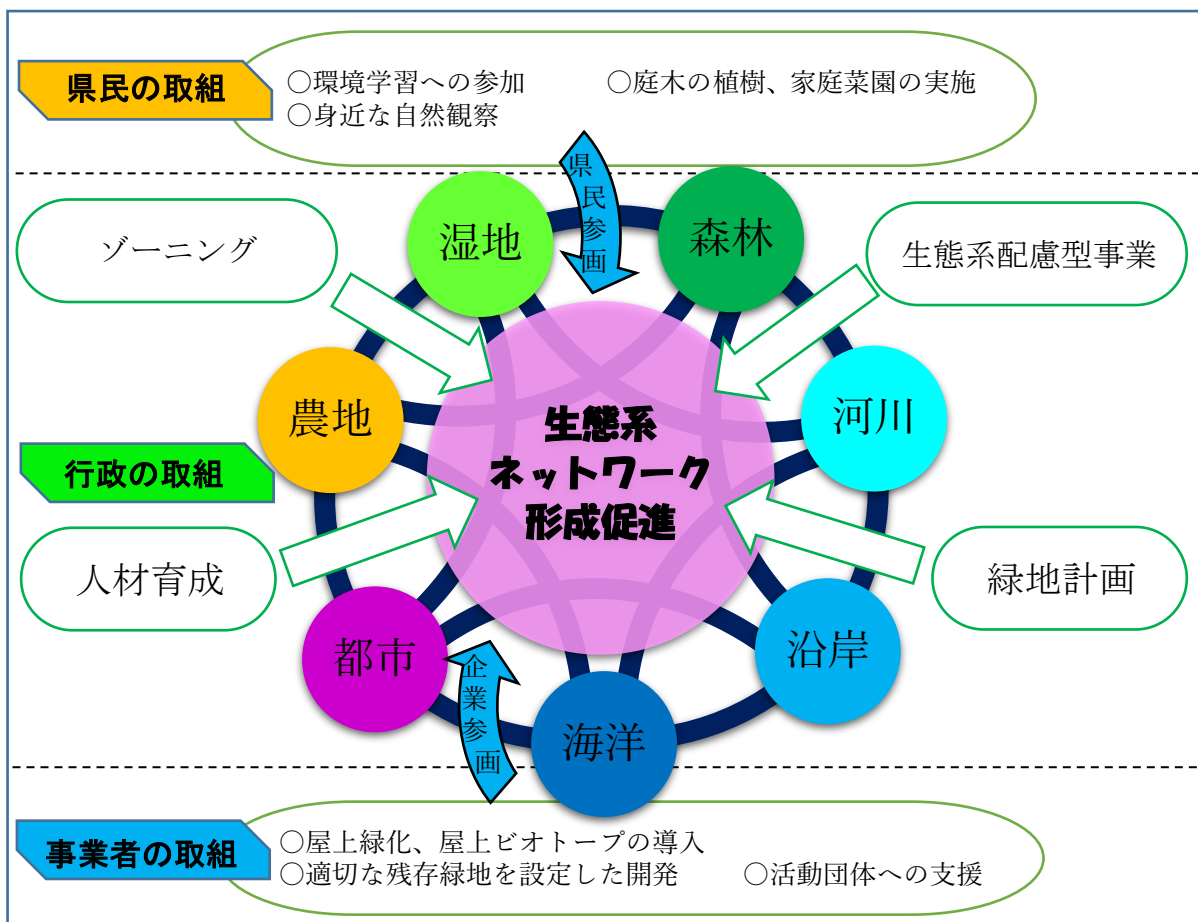 県民の取組
○環境学習への参加 ○庭木の植樹、家庭菜園の実施
○身近な自然観察
県民参画
湿地
森林
ゾーニング
生態系配慮型事業
農地
河川
生態系
ネットワーク
形成促進
行政の取組
人材育成
緑地計画
都市
沿岸
企業参画
海洋
事業者の取組
○屋上緑化、屋上ビオトープの導入
○適切な残存緑地を設定した開発 ○活動団体への支援